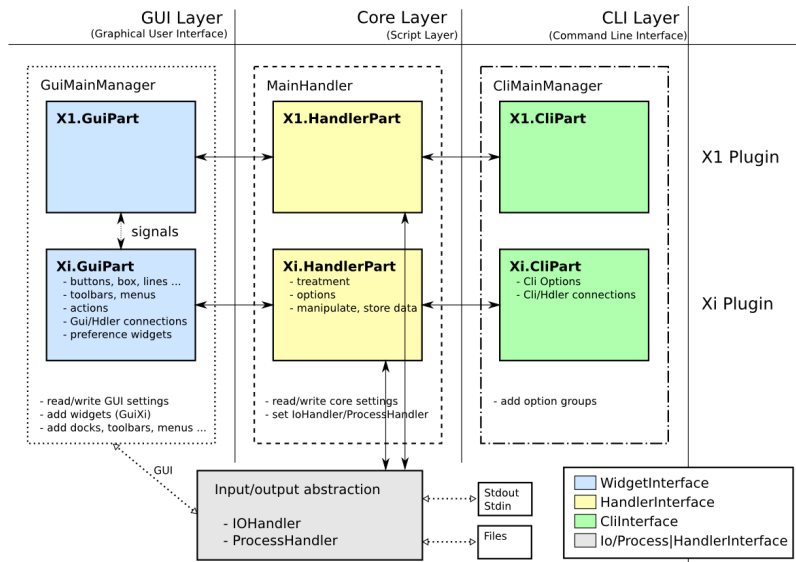 GUI Layer
(Graphical User Interface)
Core Layer
(Script Layer)
CLI Layer
(Command Line Interface)
GuiMainManager
MainHandler
CliMainManager
X1.GuiPart
X1.HandlerPart
X1.CliPart
X1 Plugin
signals
Xi.GuiPart
- buttons, box, lines ...
- toolbars, menus
- actions
- Gui/Hdler connections
- preference widgets
Xi.HandlerPart
- treatment
- options
- manipulate, store data
Xi.CliPart
- Cli Options
- Cli/Hdler connections
Xi Plugin
- read/write GUI settings
- add widgets (GuiXi)
- add docks, toolbars, menus ...
- read/write core settings
- set IoHandler/ProcessHandler
- add option groups
GUI
Input/output abstraction
- IOHandler
- ProcessHandler
Stdout
Stdin
Files
WidgetInterface
HandlerInterface
CliInterface
Io/Process|HandlerInterface